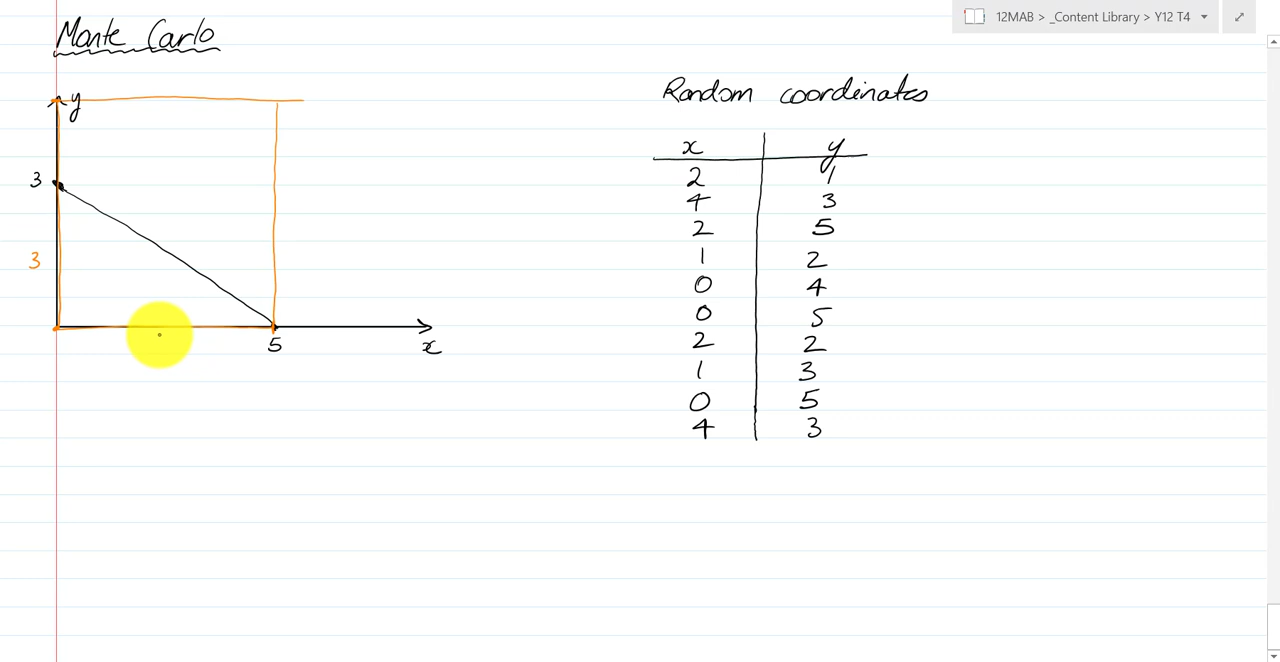 12MAB > _Content Library > Y12 T4
Monte Carlo
y
3
3
5
x
Random coordinates
x y
2 1
4 3
2 5
1 2
0 4
0 5
2 2
1 3
0 5
4 3